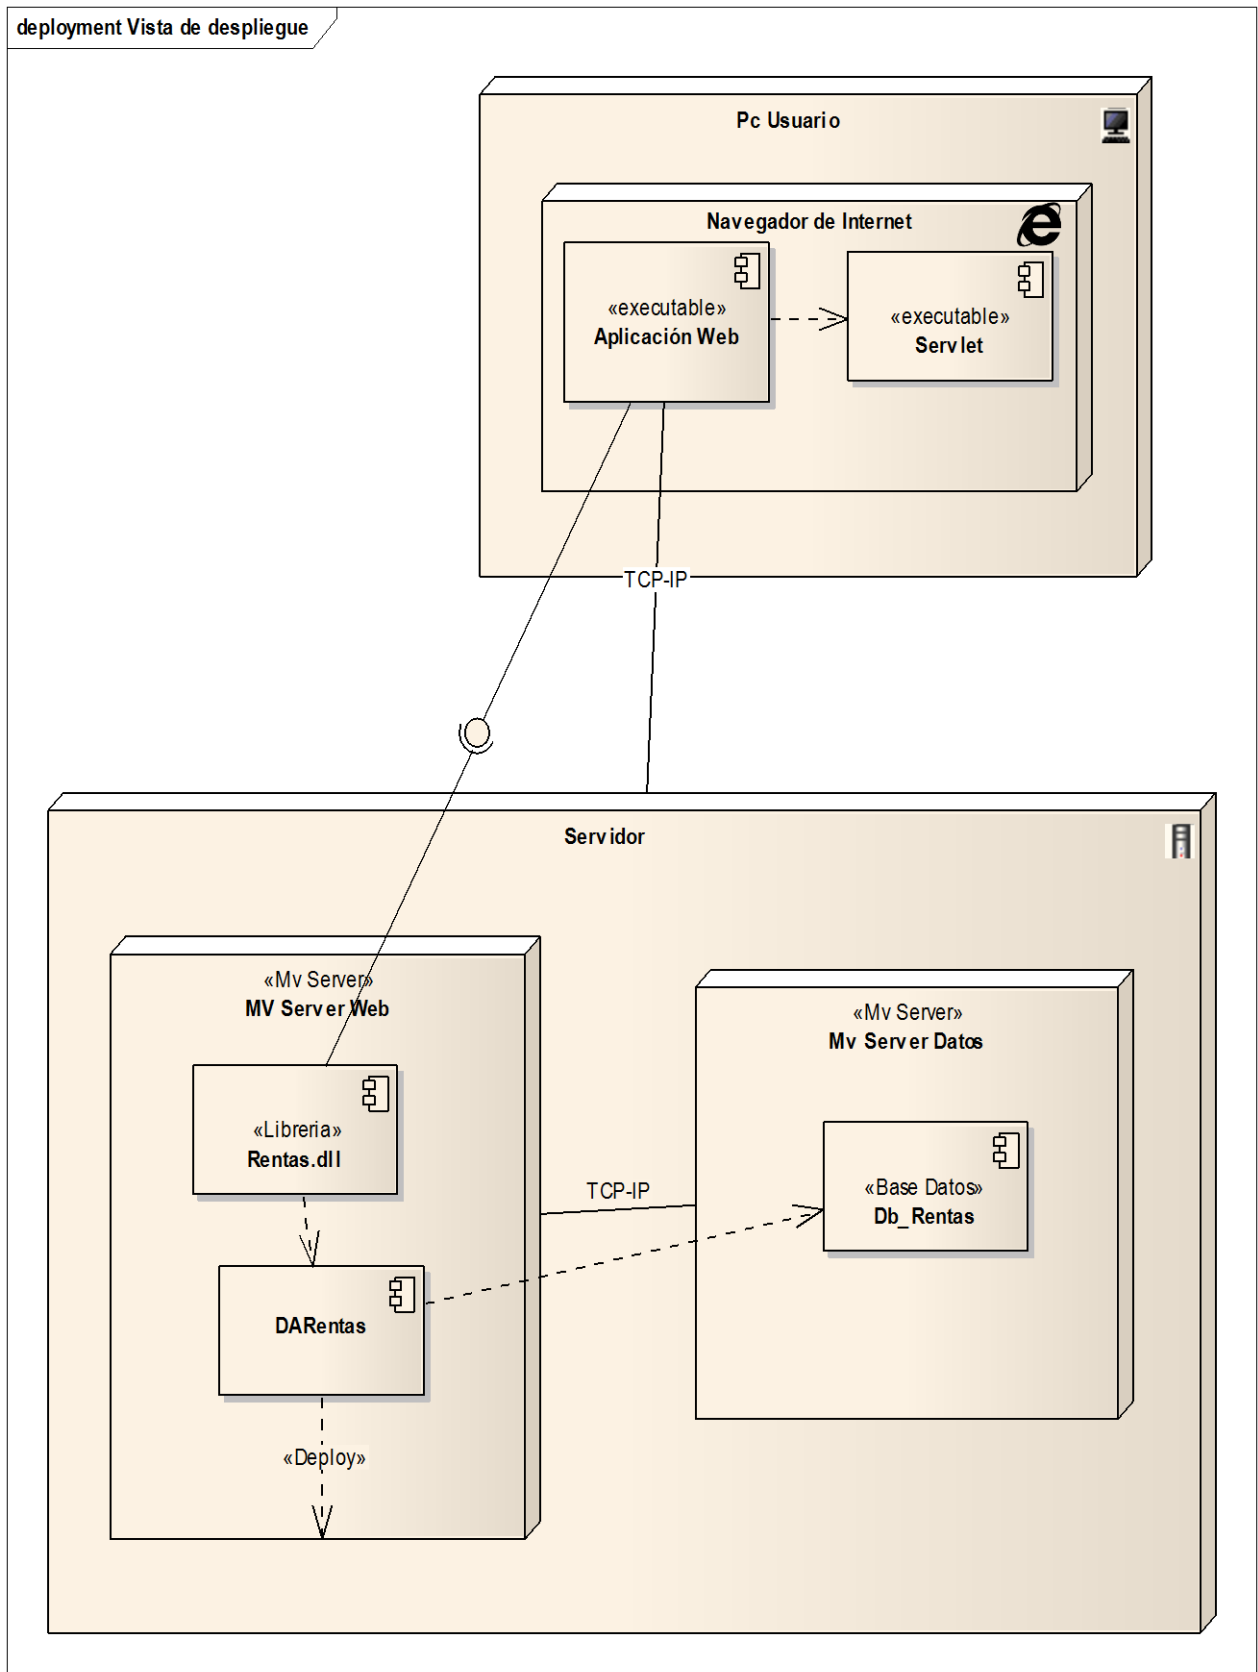 deployment Vista de despliegue
Pc Usuario
Navegador de Internet
«executable»
Aplicación Web
«executable»
Servlet
TCP-IP
Servidor
«Mv Server»
MV Server Web
«Mv Server»
Mv Server Datos
«Libreria»
Rentas.dll
TCP-IP
«Base Datos»
Db_Rentas
DARentas
«Deploy»